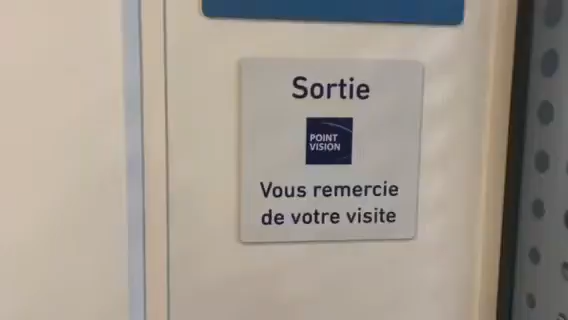 Sortie
POINT
VISION
Vous remercie
de votre visite